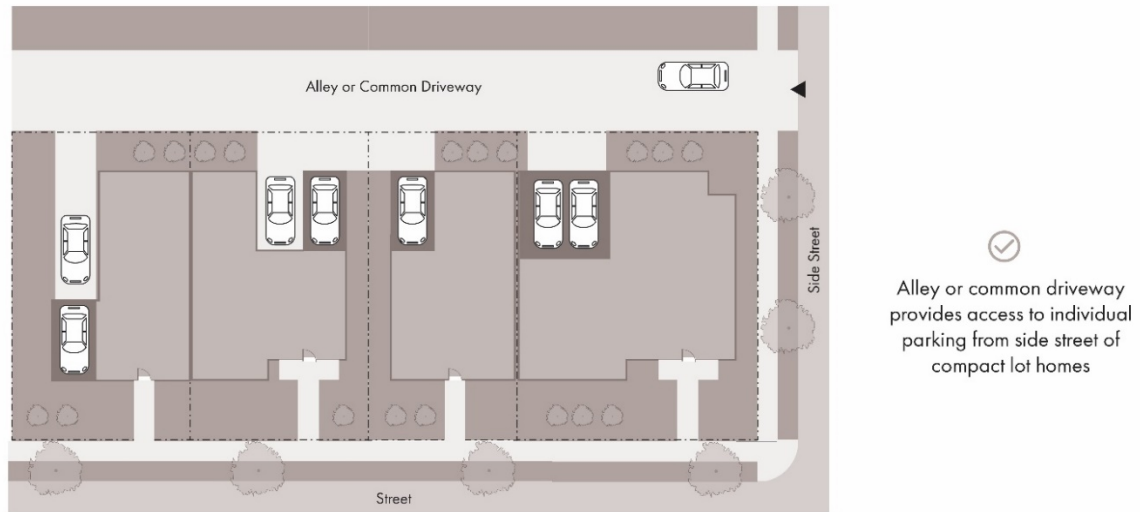 Alley or Common Driveway
Side Street
Alley or common driveway
provides access to individual
parking from side street of
compact lot homes
Street